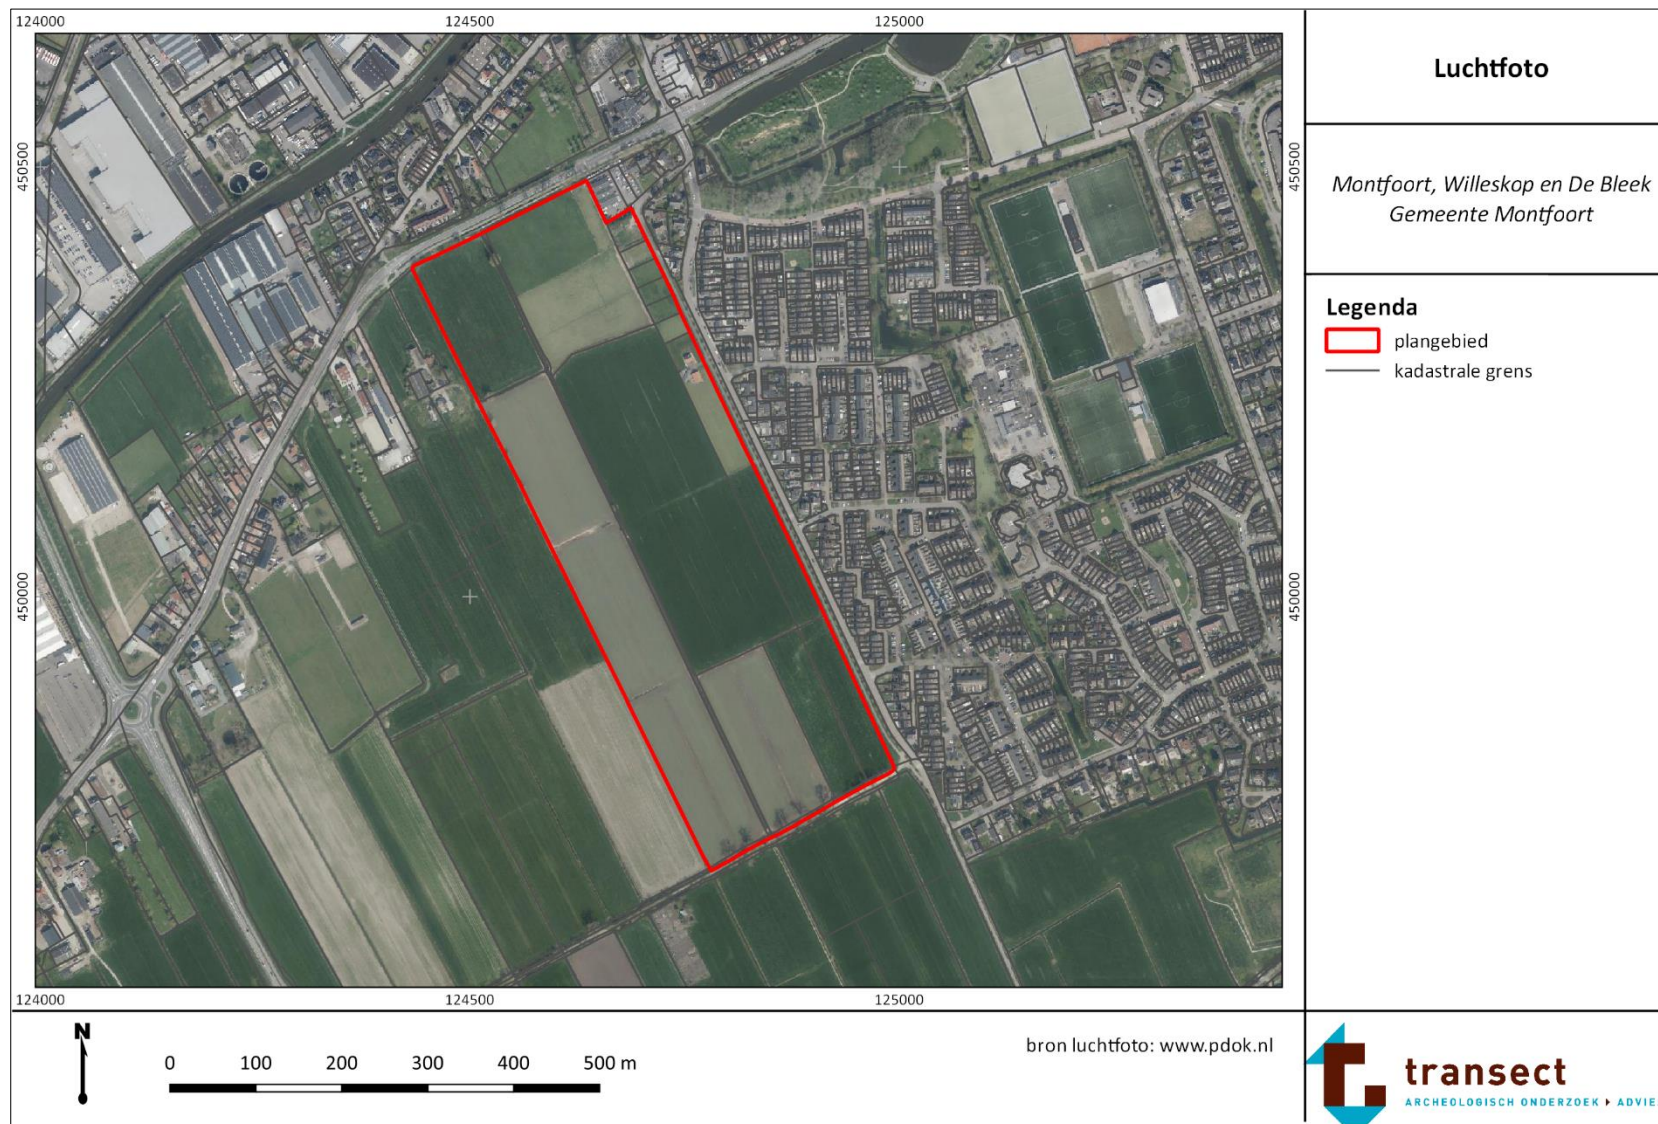 124000 124500 125000
450500 450500
450000 450000
124000 124500 125000
Luchtfoto
Montfoort, Willeskop en De Bleek
Gemeente Montfoort
Legenda
plangebied
kadastrale grens
N
0 100 200 300 400 500 m
bron luchtfoto: www.pdok.nl
transect
ARCHEOLOGISCH ONDERZOEK ADVIE